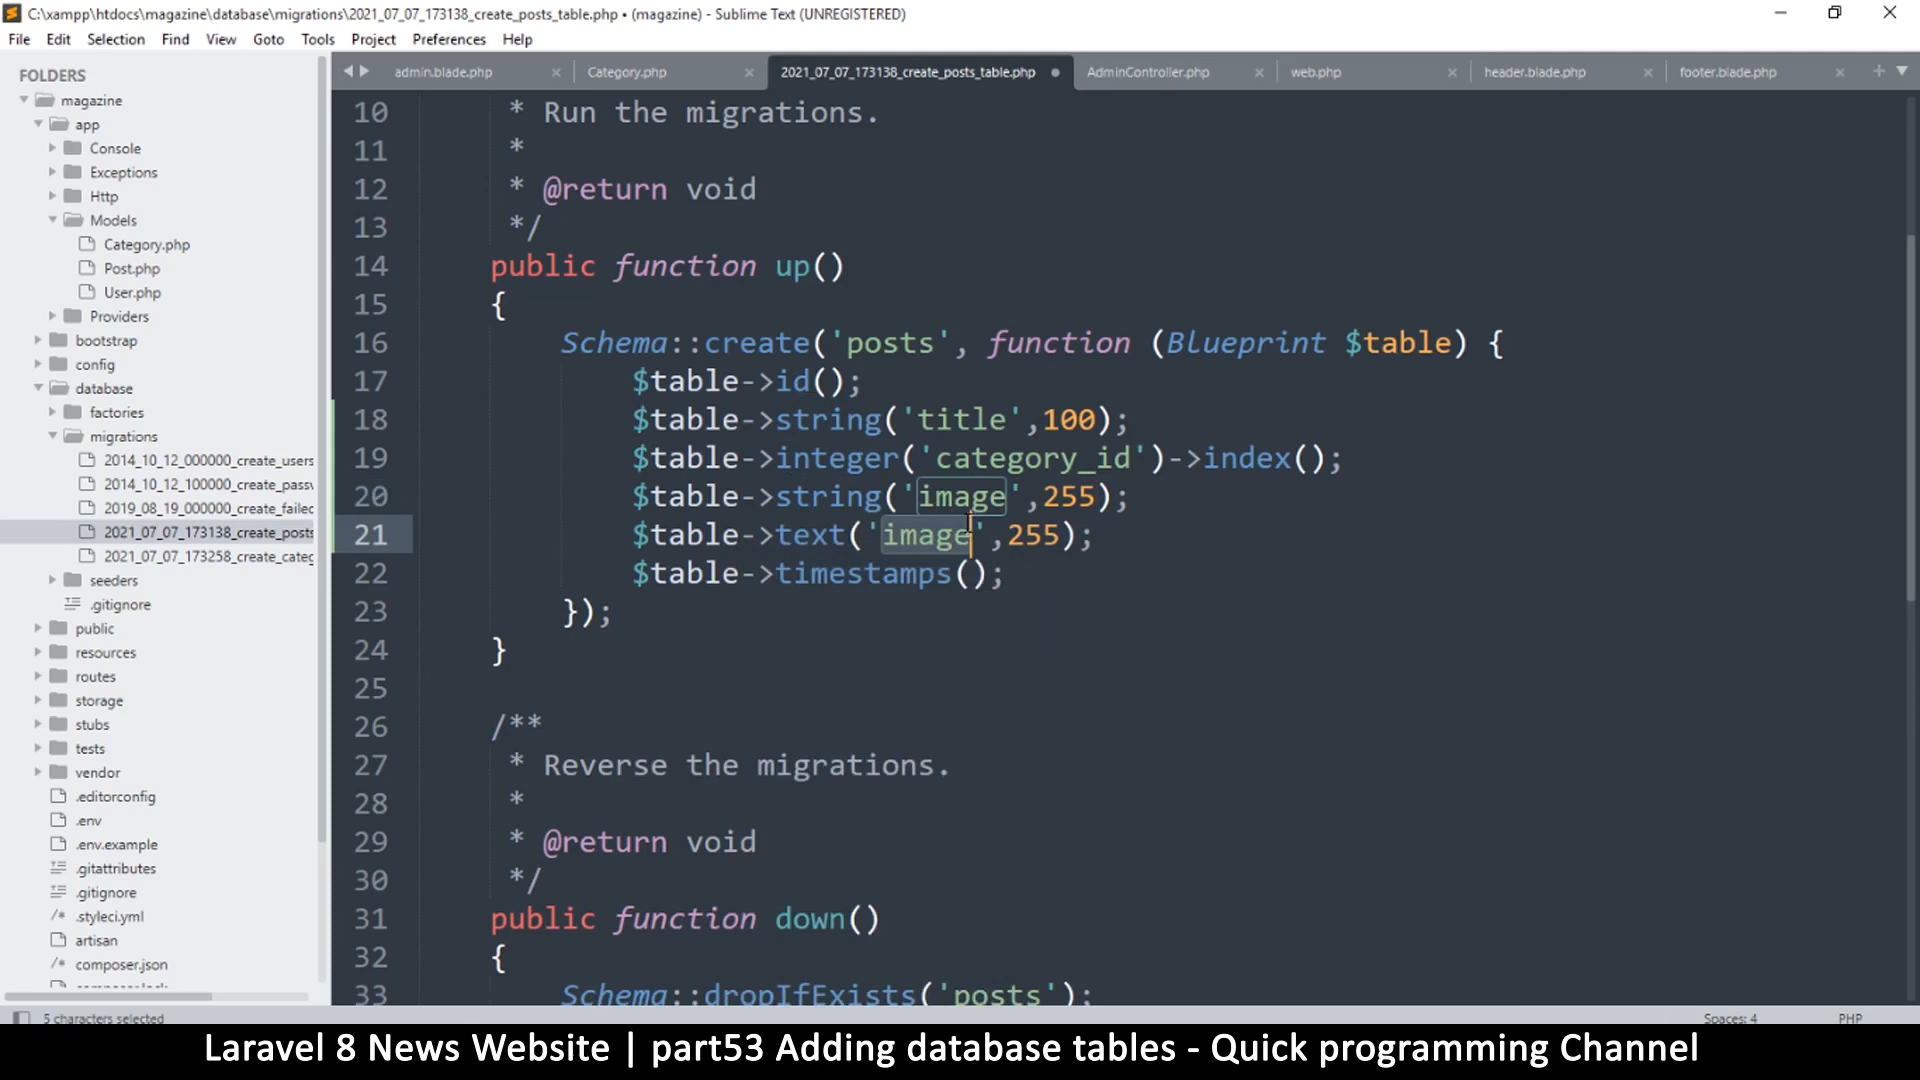 C:\xampp\htdocs\magazine\database\migrations\2021_07_07_173138_create_posts_table.php • (magazine) - Sublime Text (UNREGISTERED)
File Edit Selection Find View Goto Tools Project Preferences Help
FOLDERS
magazine
app
Console
Exceptions
Http
Models
Category.php
Post.php
User.php
Providers
bootstrap
config
database
factories
migrations
2014_10_12_000000_create_users
2014_10_12_100000_create_passw
2019_08_19_000000_create_failed
2021_07_07_173138_create_posts
2021_07_07_173258_create_categ
seeders
.gitignore
public
resources
routes
storage
stubs
tests
vendor
.editorconfig
.env
.env.example
.gitattributes
.gitignore
.styleci.yml
artisan
composer.json
admin.blade.php Category.php 2021_07_07_173138_create_posts_table.php AdminController.php web.php header.blade.php footer.blade.php
10 * Run the migrations.
11 *
12 * @return void
13 */
14 public function up()
15 {
16 Schema::create('posts', function (Blueprint $table) {
17 $table->id();
18 $table->string('title',100);
19 $table->integer('category_id')->index();
20 $table->string('image',255);
21 $table->text('image',255);
22 $table->timestamps();
23 });
24 }
25
26 /**
27 * Reverse the migrations.
28 *
29 * @return void
30 */
31 public function down()
32 {
33 Schema::dropIfExists('posts');
5 characters selected
Spaces: 4 PHP
Laravel 8 News Website | part53 Adding database tables - Quick programming Channel